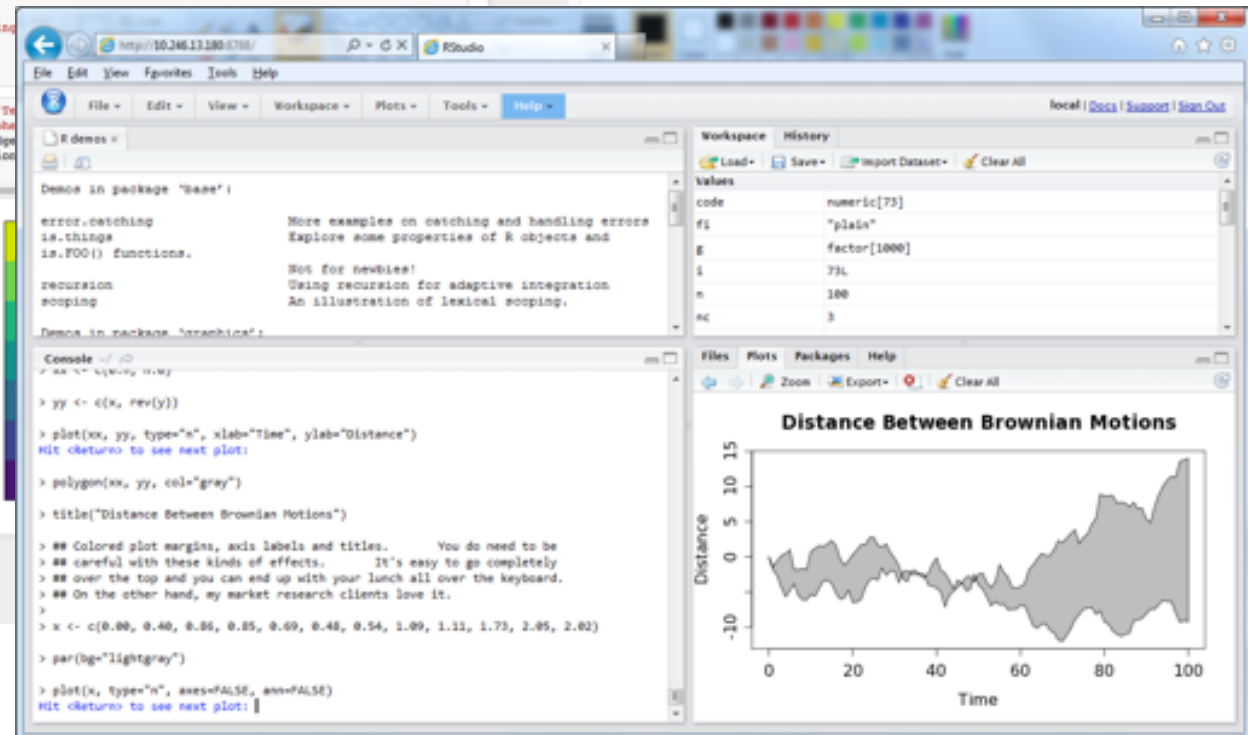 http://10.246.13.180:8788/
RStudio
File Edit View Favorites Tools Help
File Edit View Workspace Plots Tools Help
local | Docs | Support | Sign Out
R demos
Demos in package 'base':
error.catching More examples on catching and handling errors
is.things Explore some properties of R objects and
is.FOO() functions.
Not for newbies!
recursion Using recursion for adaptive integration
scoping An illustration of lexical scoping.
Demos in package 'graphics':
Workspace History
Load Save Import Dataset Clear All
Values
code numeric[73]
fi "plain"
g factor[1000]
i 73L
n 100
nc 3
Console ~/
> yy <- c(x, rev(y))
> plot(xx, yy, type="n", xlab="Time", ylab="Distance")
Hit <Return> to see next plot:
> polygon(xx, yy, col="gray")
> title("Distance Between Brownian Motions")
> ## Colored plot margins, axis labels and titles. You do need to be
> ## careful with these kinds of effects. It's easy to go completely
> ## over the top and you can end up with your lunch all over the keyboard.
> ## On the other hand, my market research clients love it.
>
> x <- c(0.00, 0.40, 0.86, 0.85, 0.69, 0.48, 0.54, 1.09, 1.11, 1.73, 2.05, 2.02)
> par(bg="lightgray")
> plot(x, type="n", axes=FALSE, ann=FALSE)
Hit <Return> to see next plot:
Files Plots Packages Help
Zoom Export Clear All
Distance Between Brownian Motions
Distance
15
10
5
0
-10
0 20 40 60 80 100
Time